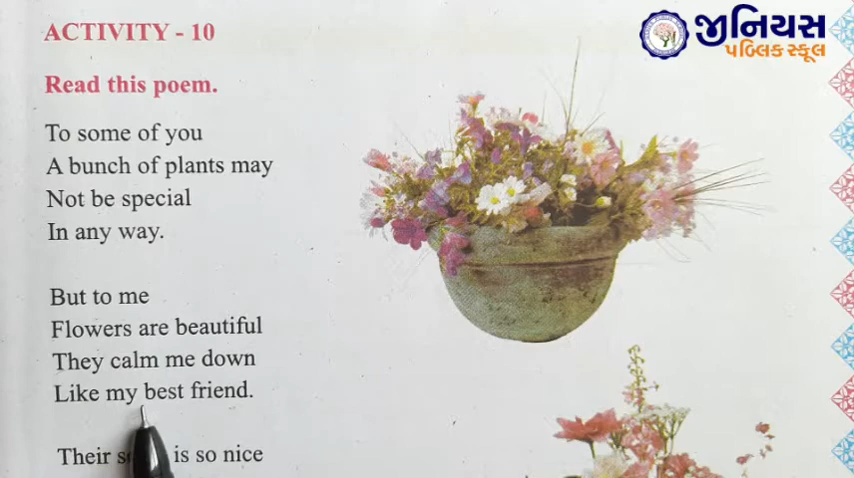 ACTIVITY - 10
જીનિયસ
પબ્લિક સ્કૂલ
Read this poem.
To some of you
A bunch of plants may
Not be special
In any way.
But to me
Flowers are beautiful
They calm me down
Like my best friend.
Their is so nice